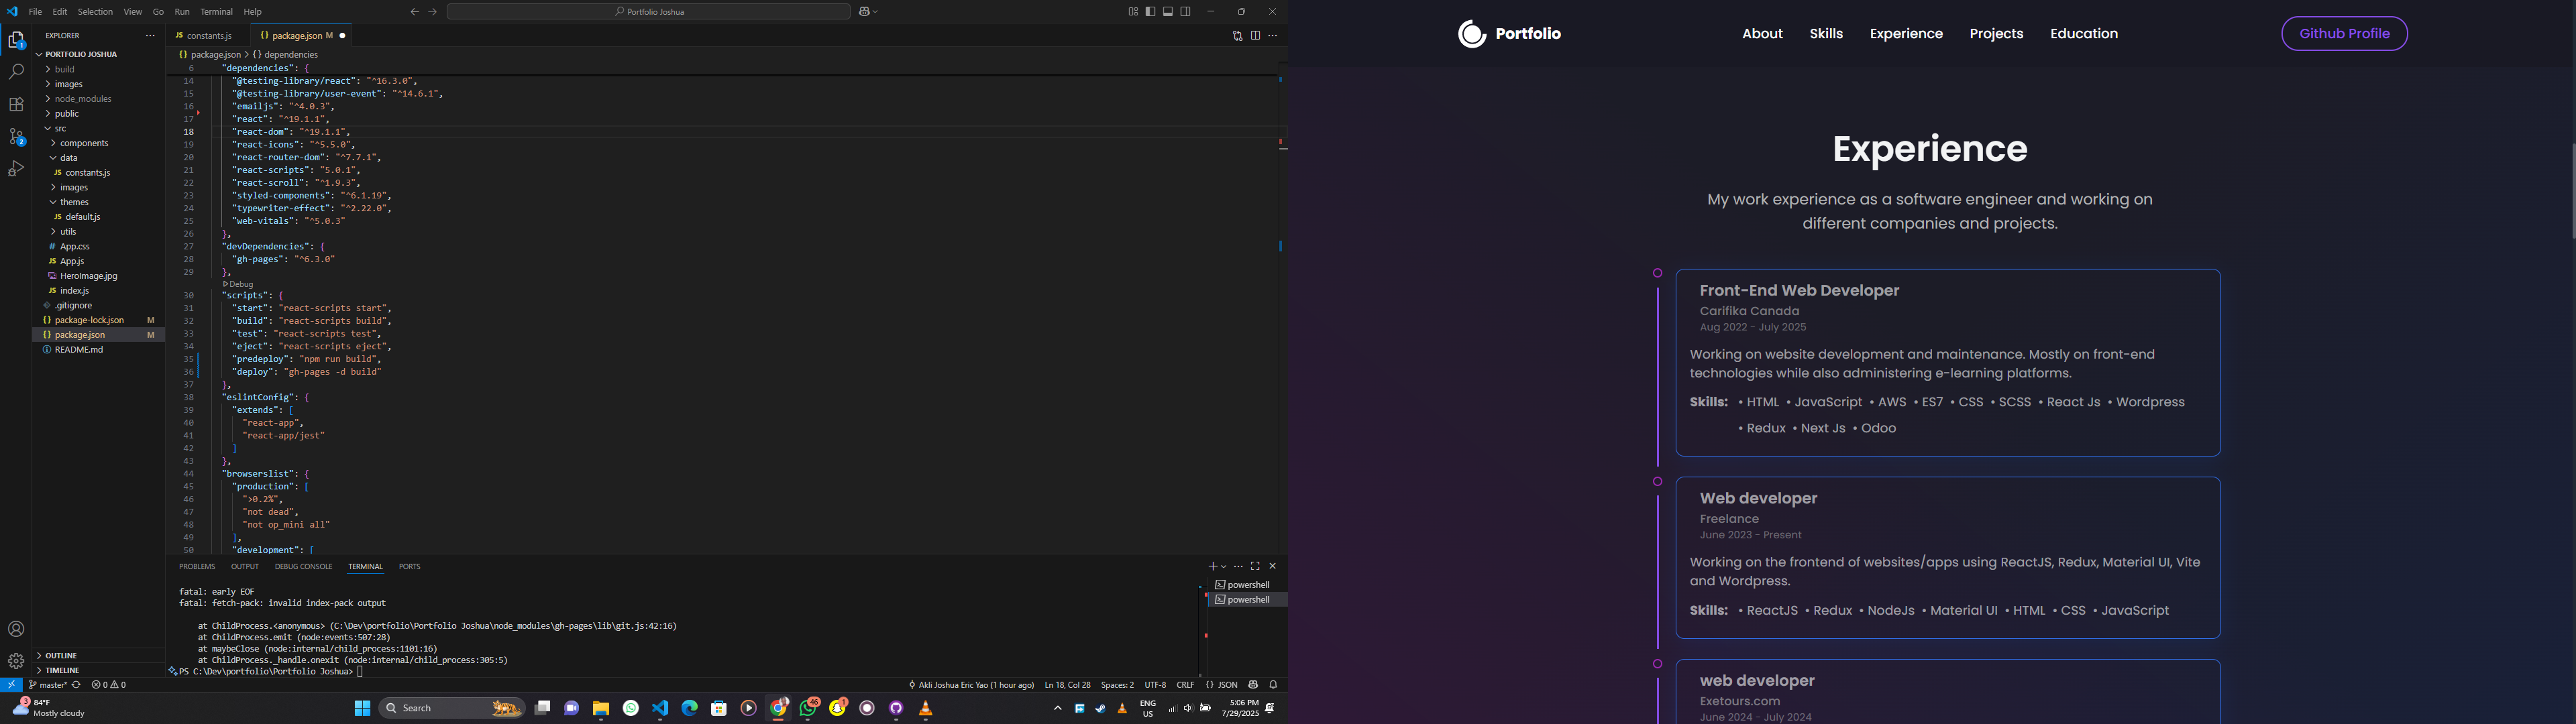 File Edit Selection View Go Run Terminal Help
Portfolio Joshua
EXPLORER
PORTFOLIO JOSHUA
build
images
node_modules
public
src
components
data
JS constants.js
images
themes
JS default.js
utils
# App.css
JS App.js
HeroImage.jpg
JS index.js
.gitignore
{} package-lock.json M
{} package.json M
README.md
OUTLINE
TIMELINE
1
2
JS constants.js
{} package.json M
{} package.json > {} dependencies
6 "dependencies": {
14 "@testing-library/react": "^16.3.0",
15 "@testing-library/user-event": "^14.6.1",
16 "emailjs": "^4.0.3",
17 "react": "^19.1.1",
18 "react-dom": "^19.1.1",
19 "react-icons": "^5.5.0",
20 "react-router-dom": "^7.7.1",
21 "react-scripts": "5.0.1",
22 "react-scroll": "^1.9.3",
23 "styled-components": "^6.1.19",
24 "typewriter-effect": "^2.22.0",
25 "web-vitals": "^5.0.3"
26 },
27 "devDependencies": {
28 "gh-pages": "^6.3.0"
29 },
Debug
30 "scripts": {
31 "start": "react-scripts start",
32 "build": "react-scripts build",
33 "test": "react-scripts test",
34 "eject": "react-scripts eject",
35 "predeploy": "npm run build",
36 "deploy": "gh-pages -d build"
37 },
38 "eslintConfig": {
39 "extends": [
40 "react-app",
41 "react-app/jest"
42 ]
43 },
44 "browserslist": {
45 "production": [
46 ">0.2%",
47 "not dead",
48 "not op_mini all"
49 ],
50 "development": [
PROBLEMS OUTPUT DEBUG CONSOLE TERMINAL PORTS
powershell
powershell
fatal: early EOF
fatal: fetch-pack: invalid index-pack output
at ChildProcess.<anonymous> (C:\Dev\portfolio\Portfolio Joshua\node_modules\gh-pages\lib\git.js:42:16)
at ChildProcess.emit (node:events:507:28)
at maybeClose (node:internal/child_process:1101:16)
at ChildProcess._handle.onexit (node:internal/child_process:305:5)
PS C:\Dev\portfolio\Portfolio Joshua>
master* 0 0 Akli Joshua Eric Yao (1 hour ago) Ln 18, Col 28 Spaces: 2 UTF-8 CRLF {} JSON
3
84°F
Mostly cloudy
Search
46
1
ENG
US
5:06 PM
7/29/2025
Portfolio
About Skills Experience Projects Education
Github Profile
Experience
My work experience as a software engineer and working on
different companies and projects.
Front-End Web Developer
Carifika Canada
Aug 2022 - July 2025
Working on website development and maintenance. Mostly on front-end
technologies while also administering e-learning platforms.
Skills: • HTML • JavaScript • AWS • ES7 • CSS • SCSS • React Js • Wordpress
• Redux • Next Js • Odoo
Web developer
Freelance
June 2023 - Present
Working on the frontend of websites/apps using ReactJS, Redux, Material UI, Vite
and Wordpress.
Skills: • ReactJS • Redux • NodeJs • Material UI • HTML • CSS • JavaScript
web developer
Exetours.com
June 2024 - July 2024